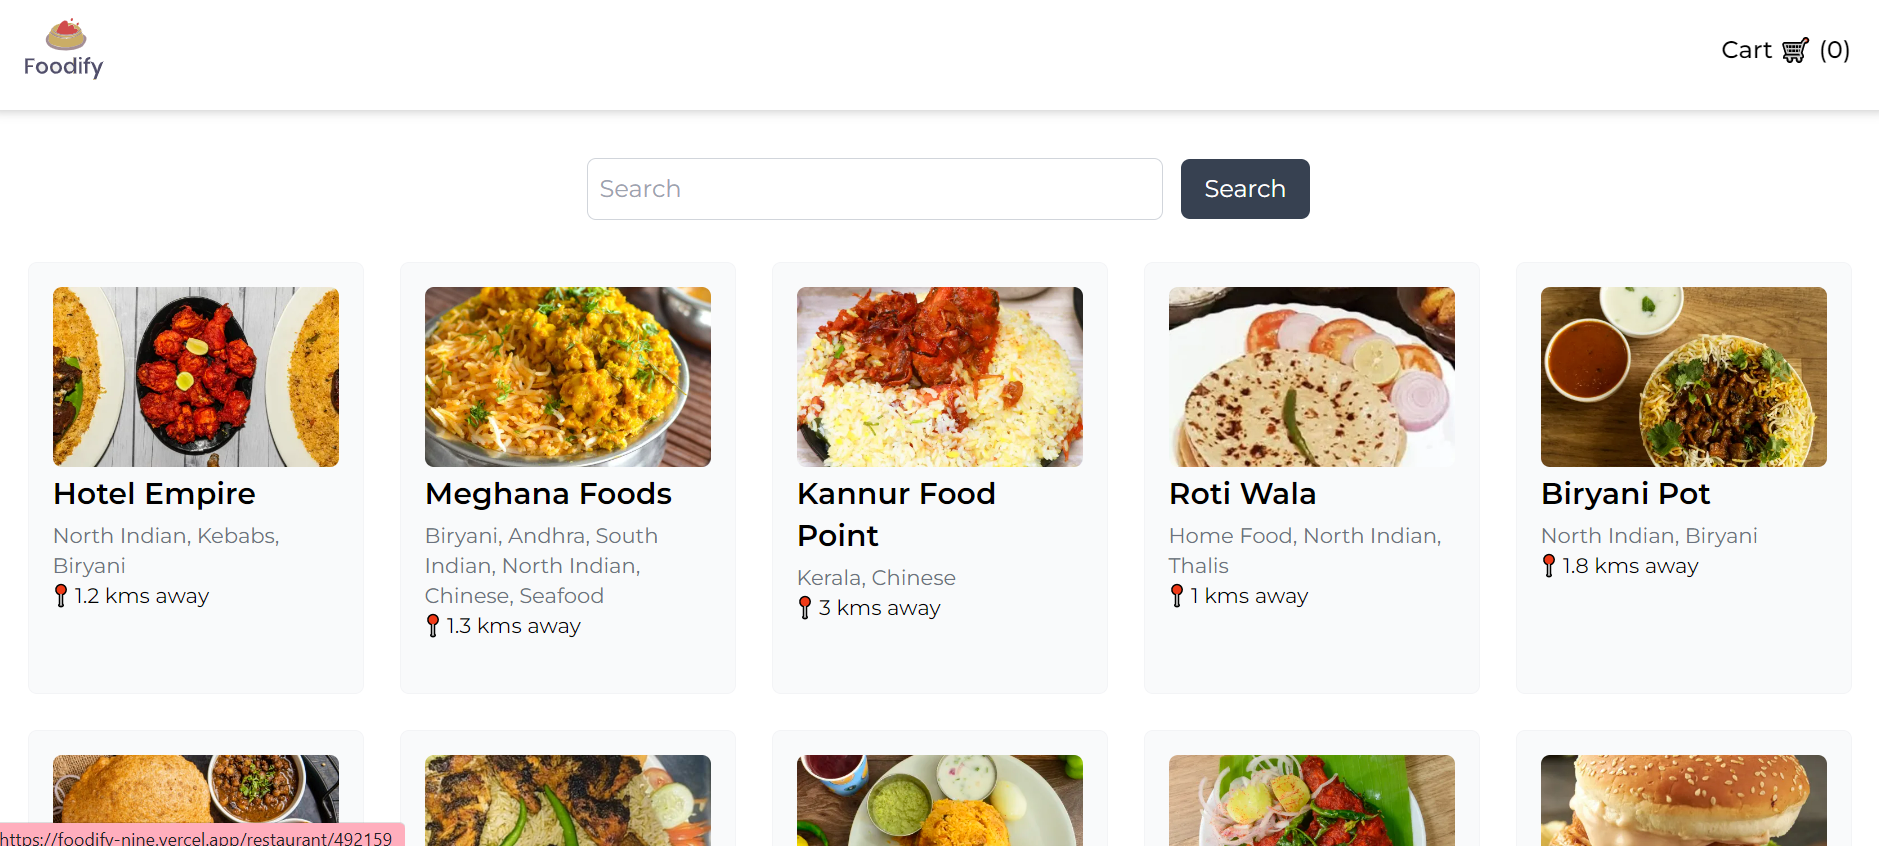 Foodify
Cart (0)
Search
Search
Hotel Empire
North Indian, Kebabs,
Biryani
1.2 kms away
Meghana Foods
Biryani, Andhra, South
Indian, North Indian,
Chinese, Seafood
1.3 kms away
Kannur Food
Point
Kerala, Chinese
3 kms away
Roti Wala
Home Food, North Indian,
Thalis
1 kms away
Biryani Pot
North Indian, Biryani
1.8 kms away
https://foodify-nine.vercel.app/restaurant/492159